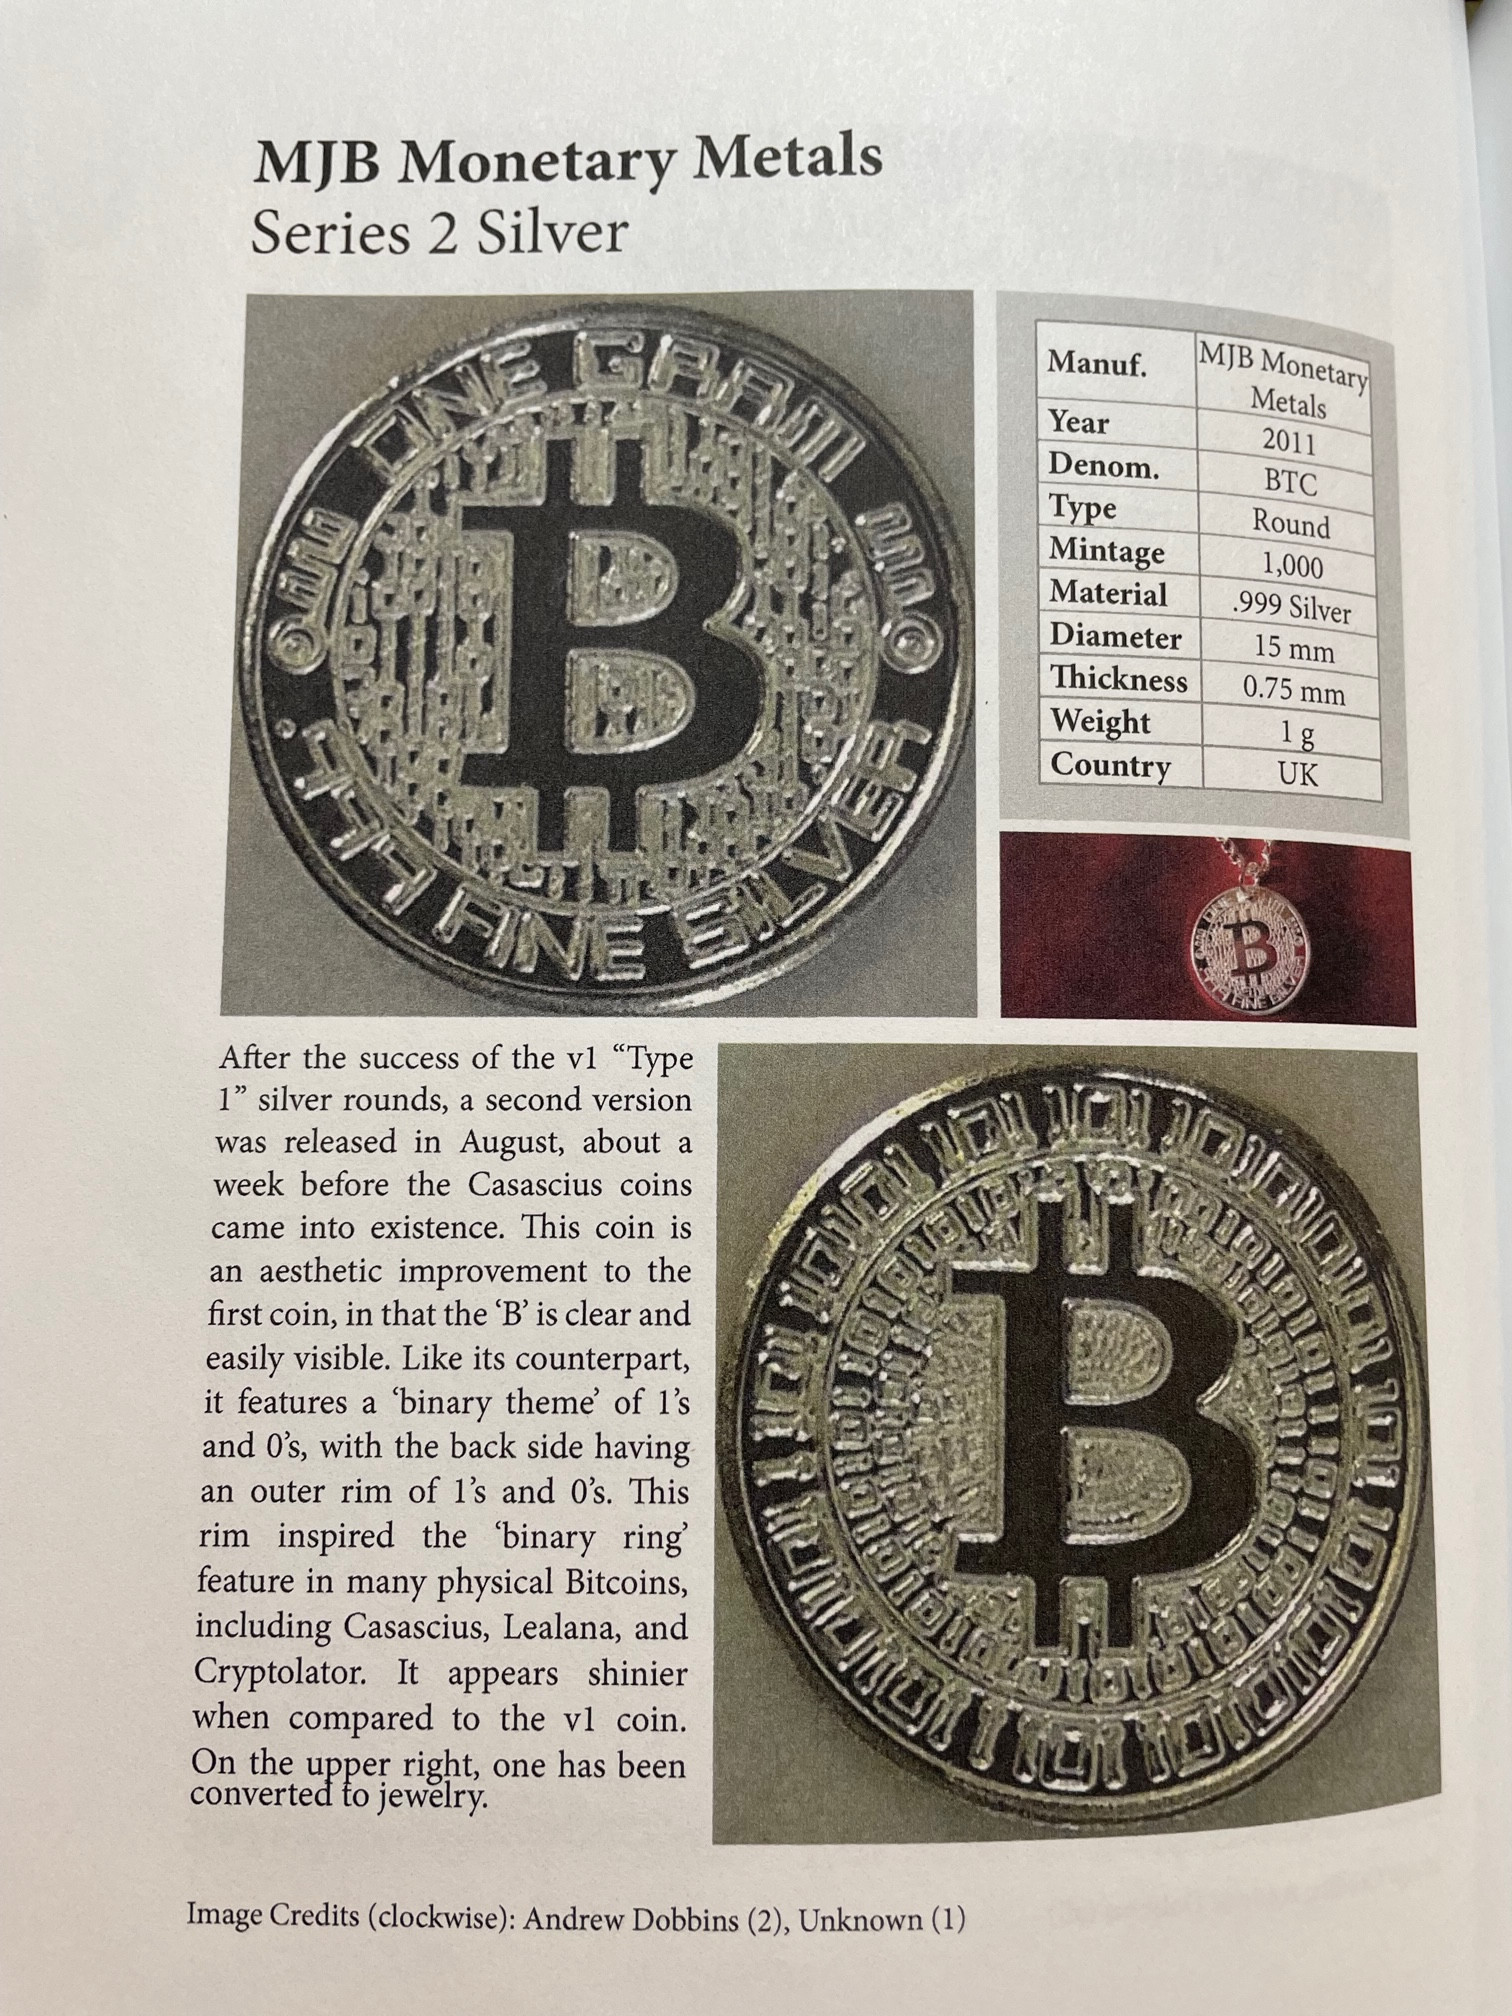 MJB Monetary Metals
Series 2 Silver
ONE GRAM
.999 FINE SILVER
B
Manuf. MJB Monetary
Metals
Year 2011
Denom. BTC
Type Round
Mintage 1,000
Material .999 Silver
Diameter 15 mm
Thickness 0.75 mm
Weight 1 g
Country UK
B
FINE SILVER
After the success of the v1 “Type
1” silver rounds, a second version
was released in August, about a
week before the Casascius coins
came into existence. This coin is
an aesthetic improvement to the
first coin, in that the ‘B’ is clear and
easily visible. Like its counterpart,
it features a ‘binary theme’ of 1’s
and 0’s, with the back side having
an outer rim of 1’s and 0’s. This
rim inspired the ‘binary ring’
feature in many physical Bitcoins,
including Casascius, Lealana, and
Cryptolator. It appears shinier
when compared to the v1 coin.
On the upper right, one has been
converted to jewelry.
B
Image Credits (clockwise): Andrew Dobbins (2), Unknown (1)